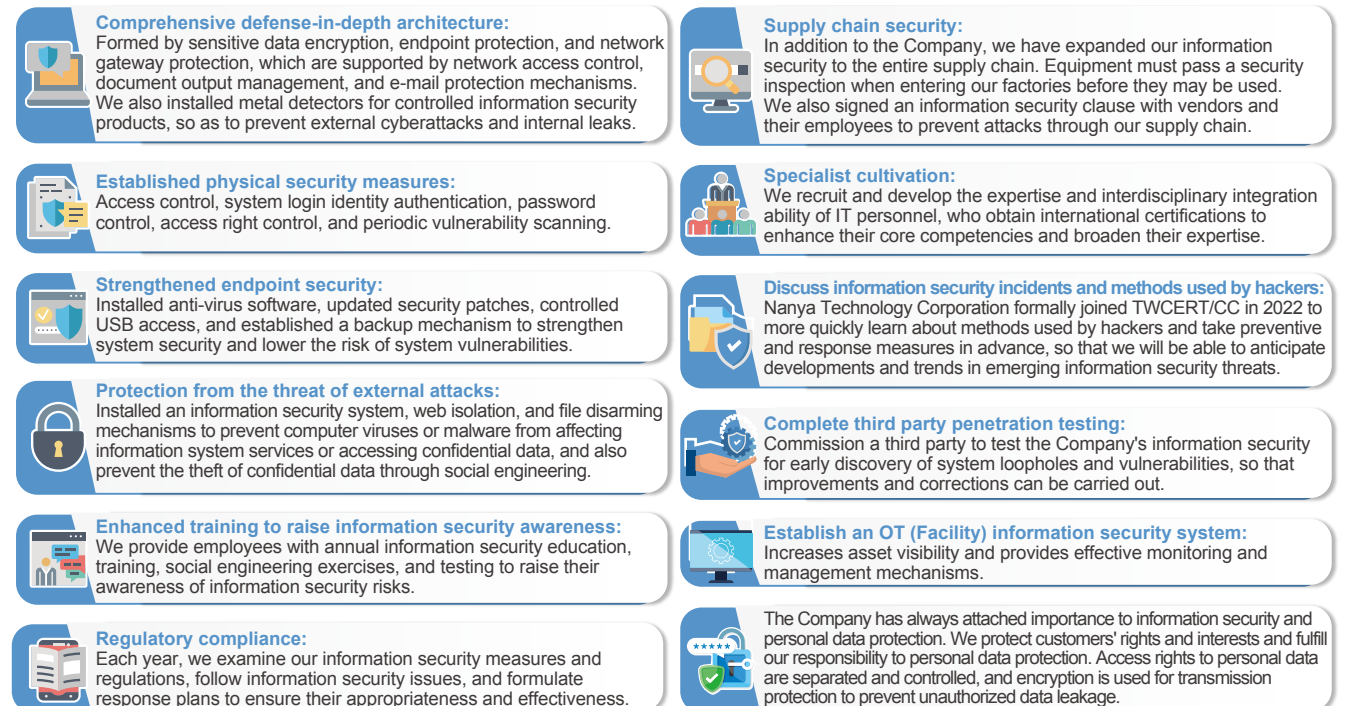 Comprehensive defense-in-depth architecture:
Formed by sensitive data encryption, endpoint protection, and network
gateway protection, which are supported by network access control,
document output management, and e-mail protection mechanisms.
We also installed metal detectors for controlled information security
products, so as to prevent external cyberattacks and internal leaks.
Established physical security measures:
Access control, system login identity authentication, password
control, access right control, and periodic vulnerability scanning.
Strengthened endpoint security:
Installed anti-virus software, updated security patches, controlled
USB access, and established a backup mechanism to strengthen
system security and lower the risk of system vulnerabilities.
Protection from the threat of external attacks:
Installed an information security system, web isolation, and file disarming
mechanisms to prevent computer viruses or malware from affecting
information system services or accessing confidential data, and also
prevent the theft of confidential data through social engineering.
Enhanced training to raise information security awareness:
We provide employees with annual information security education,
training, social engineering exercises, and testing to raise their
awareness of information security risks.
Regulatory compliance:
Each year, we examine our information security measures and
regulations, follow information security issues, and formulate
response plans to ensure their appropriateness and effectiveness.
Supply chain security:
In addition to the Company, we have expanded our information
security to the entire supply chain. Equipment must pass a security
inspection when entering our factories before they may be used.
We also signed an information security clause with vendors and
their employees to prevent attacks through our supply chain.
Specialist cultivation:
We recruit and develop the expertise and interdisciplinary integration
ability of IT personnel, who obtain international certifications to
enhance their core competencies and broaden their expertise.
Discuss information security incidents and methods used by hackers:
Nanya Technology Corporation formally joined TWCERT/CC in 2022 to
more quickly learn about methods used by hackers and take preventive
and response measures in advance, so that we will be able to anticipate
developments and trends in emerging information security threats.
Complete third party penetration testing:
Commission a third party to test the Company's information security
for early discovery of system loopholes and vulnerabilities, so that
improvements and corrections can be carried out.
Establish an OT (Facility) information security system:
Increases asset visibility and provides effective monitoring and
management mechanisms.
The Company has always attached importance to information security and
personal data protection. We protect customers' rights and interests and fulfill
our responsibility to personal data protection. Access rights to personal data
are separated and controlled, and encryption is used for transmission
protection to prevent unauthorized data leakage.